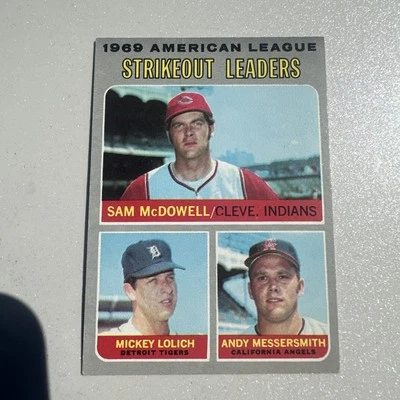 1969 AMERICAN LEAGUE
STRIKEOUT LEADERS
SAM McDOWELL/CLEVE. INDIANS
MICKEY LOLICH
DETROIT TIGERS
ANDY MESSERSMITH
CALIFORNIA ANGELS